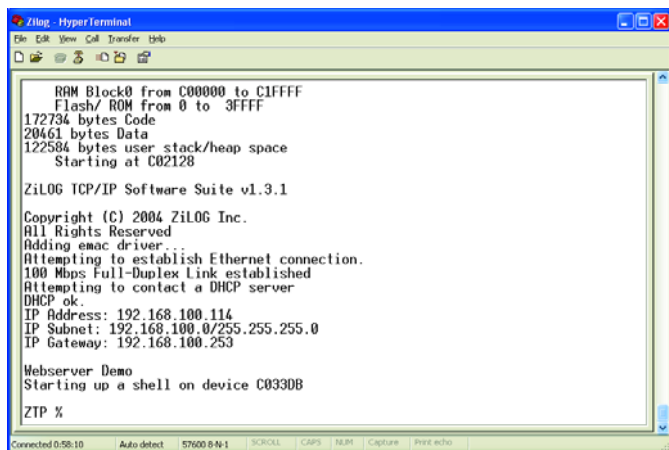 Zilog - HyperTerminal
File Edit View Call Transfer Help
RAM Block0 from C00000 to C1FFFF
Flash/ ROM from 0 to 3FFFF
172734 bytes Code
20461 bytes Data
122584 bytes user stack/heap space
Starting at C02128
ZiLOG TCP/IP Software Suite v1.3.1
Copyright (C) 2004 ZiLOG Inc.
All Rights Reserved
Adding emac driver...
Attempting to establish Ethernet connection.
100 Mbps Full-Duplex Link established
Attempting to contact a DHCP server
DHCP ok.
IP Address: 192.168.100.114
IP Subnet: 192.168.100.0/255.255.255.0
IP Gateway: 192.168.100.253
Webserver Demo
Starting up a shell on device C033DB
ZTP %
Connected 0:58:10 Auto detect 57600 8-N-1 SCROLL CAPS NUM Capture Print echo